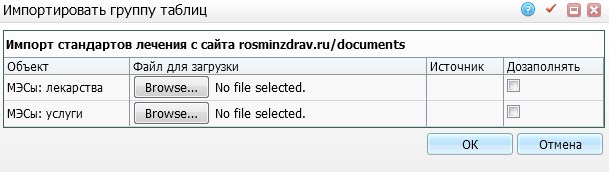 Импортировать группу таблиц
Импорт стандартов лечения с сайта rosminzdrav.ru/documents
Объект Файл для загрузки Источник Дозаполнять
МЭСы: лекарства Browse... No file selected.
МЭСы: услуги Browse... No file selected.
ОК Отмена